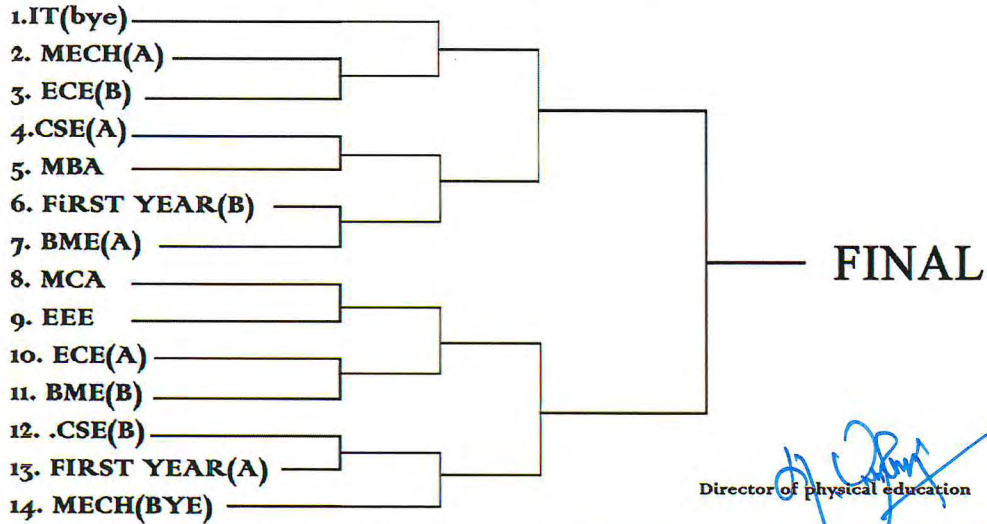 1.IT(bye)
2. MECH(A)
3. ECE(B)
4.CSE(A)
5. MBA
6. FiRST YEAR(B)
7. BME(A)
8. MCA
9. EEE
10. ECE(A)
11. BME(B)
12. .CSE(B)
13. FIRST YEAR(A)
14. MECH(BYE)
FINAL
Director of physical education